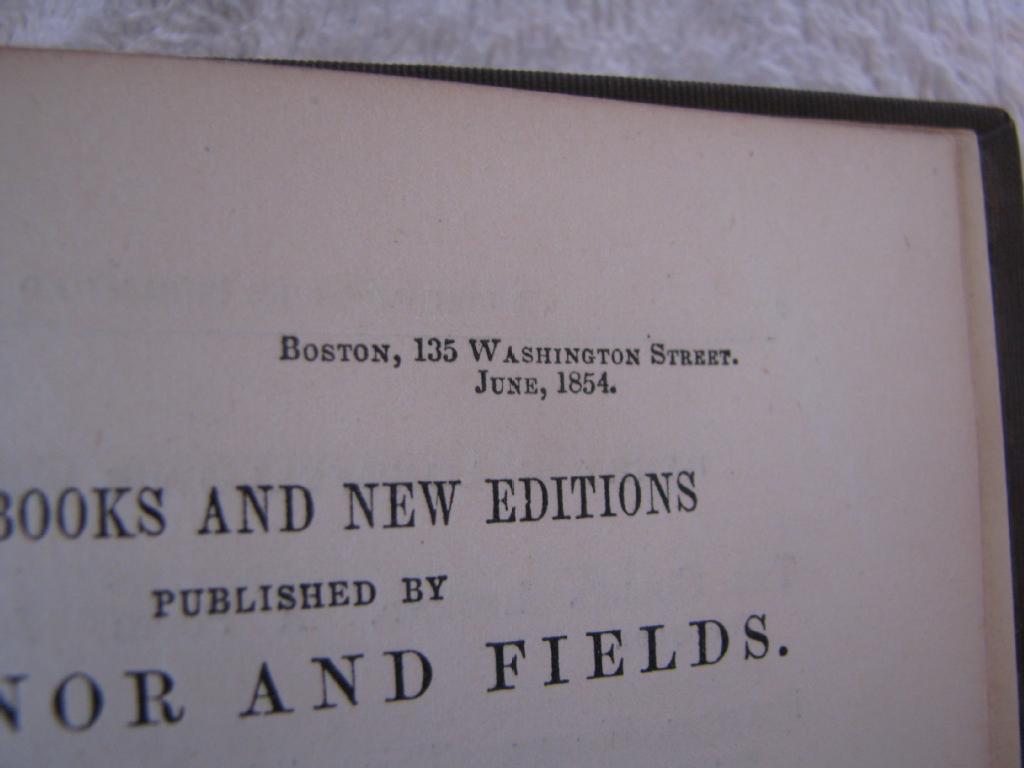 BOSTON, 135 WASHINGTON STREET.
JUNE, 1854.
BOOKS AND NEW EDITIONS
PUBLISHED BY
NOR AND FIELDS.